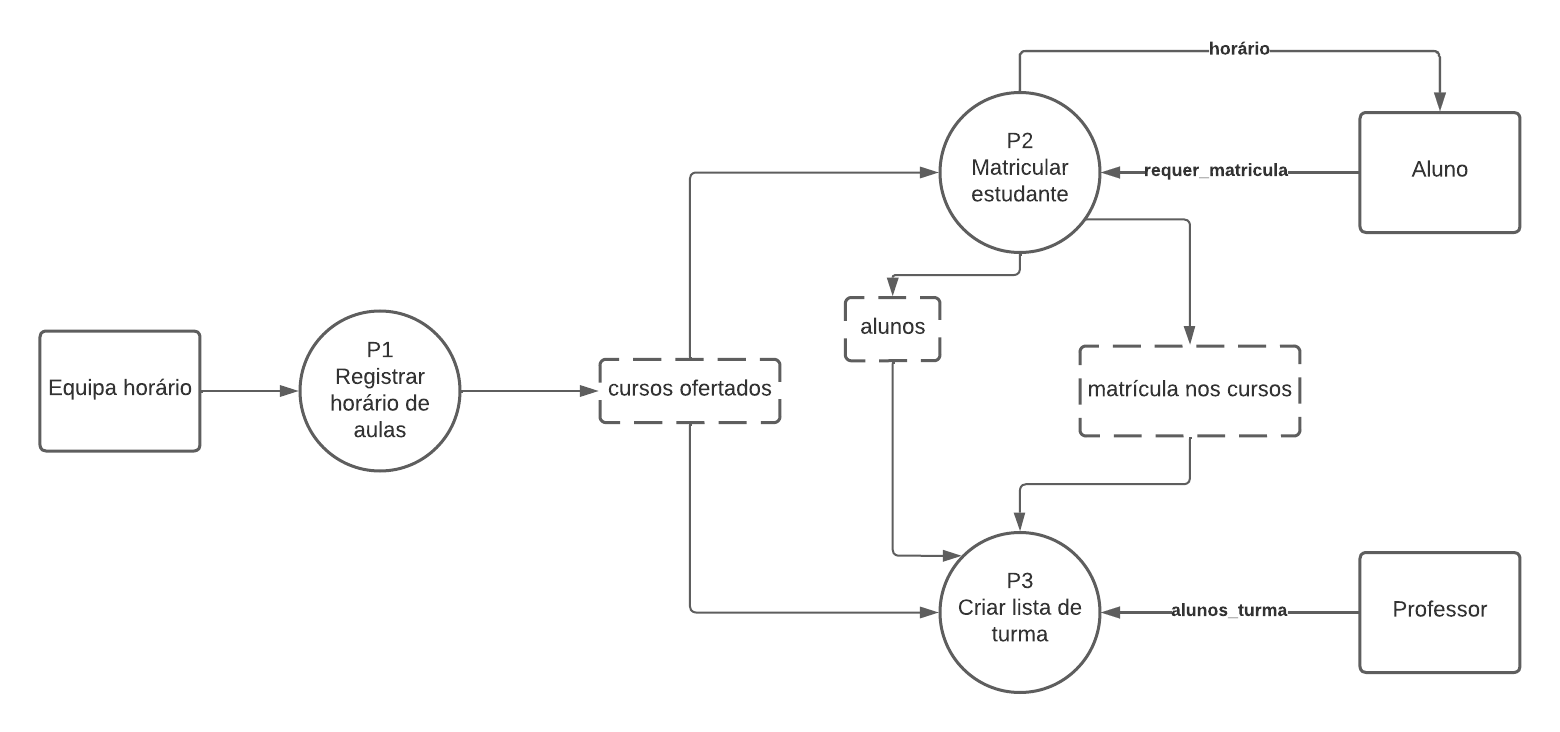 horário
P2
Matricular
estudante
requer_matricula
Aluno
alunos
Equipa horário
P1
Registrar
horário de
aulas
cursos ofertados
matrícula nos cursos
P3
Criar lista de
turma
alunos_turma
Professor